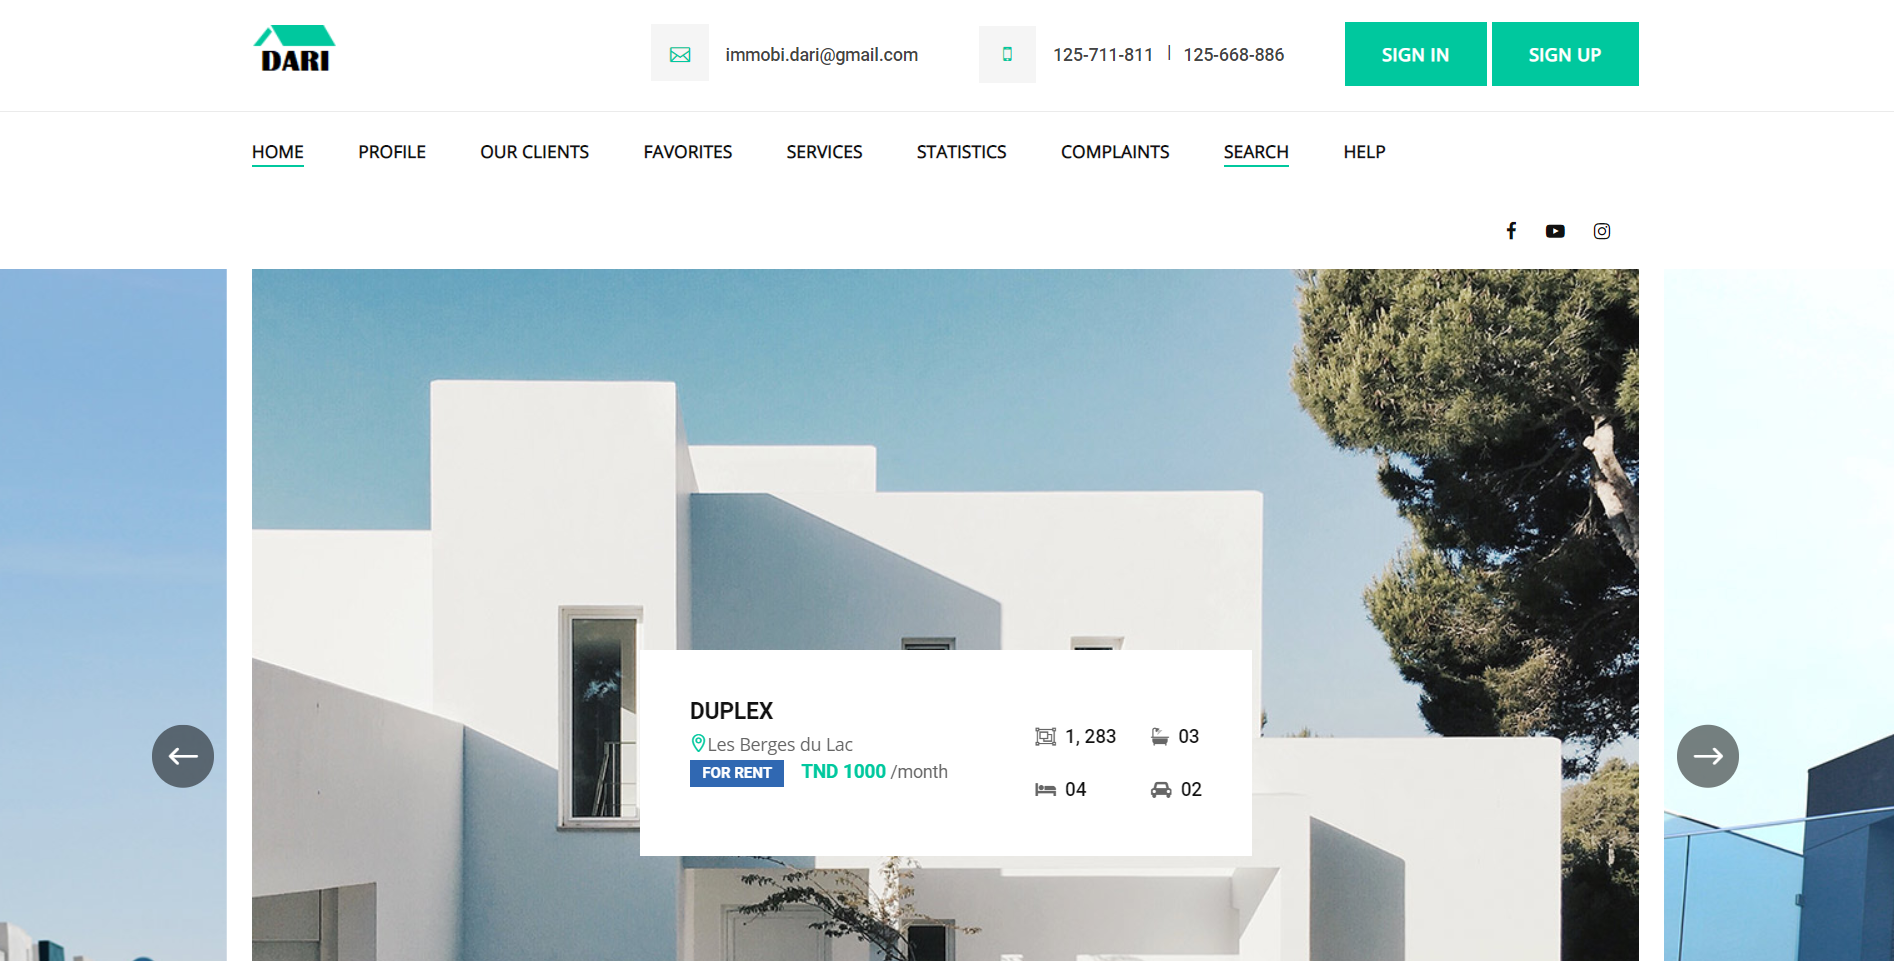 DARI
immobi.dari@gmail.com
125-711-811 | 125-668-886
SIGN IN
SIGN UP
HOME PROFILE OUR CLIENTS FAVORITES SERVICES STATISTICS COMPLAINTS SEARCH HELP
DUPLEX
Les Berges du Lac
FOR RENT TND 1000 /month
1, 283 03
04 02